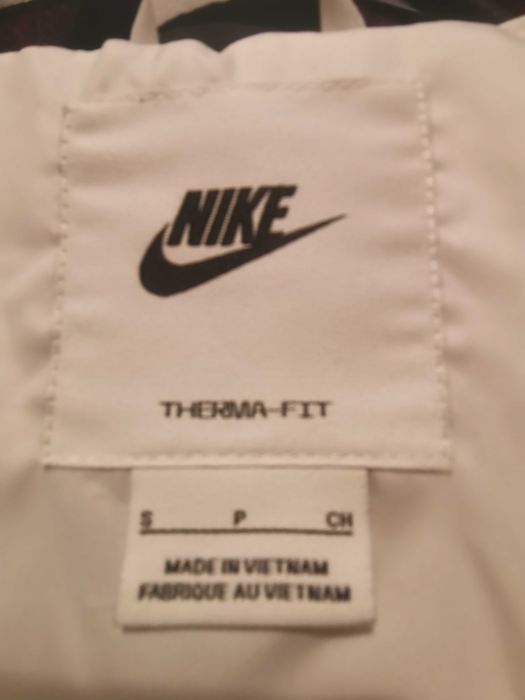 NIKE
THERMA-FIT
S P CH
MADE IN VIETNAM
FABRIQUE AU VIETNAM